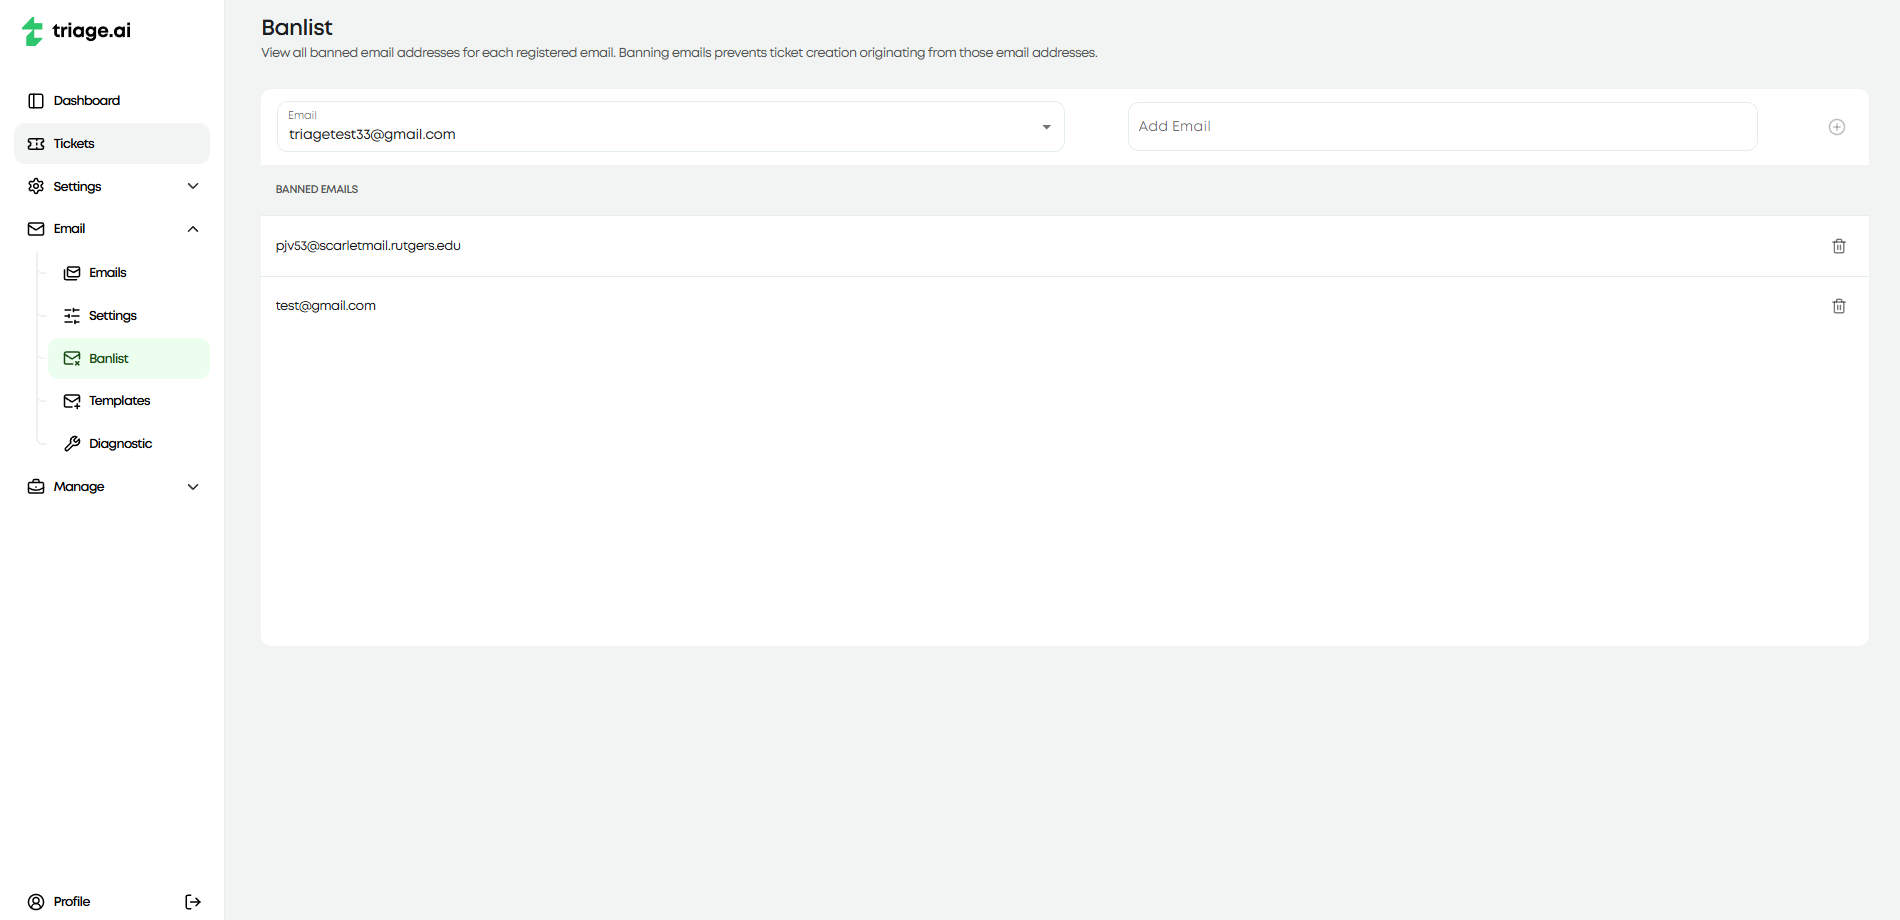 triage.ai
Dashboard
Tickets
Settings
Email
Emails
Settings
Banlist
Templates
Diagnostic
Manage
Profile
Banlist
View all banned email addresses for each registered email. Banning emails prevents ticket creation originating from those email addresses.
Email
triagetest33@gmail.com
Add Email
BANNED EMAILS
pjv53@scarletmail.rutgers.edu
test@gmail.com